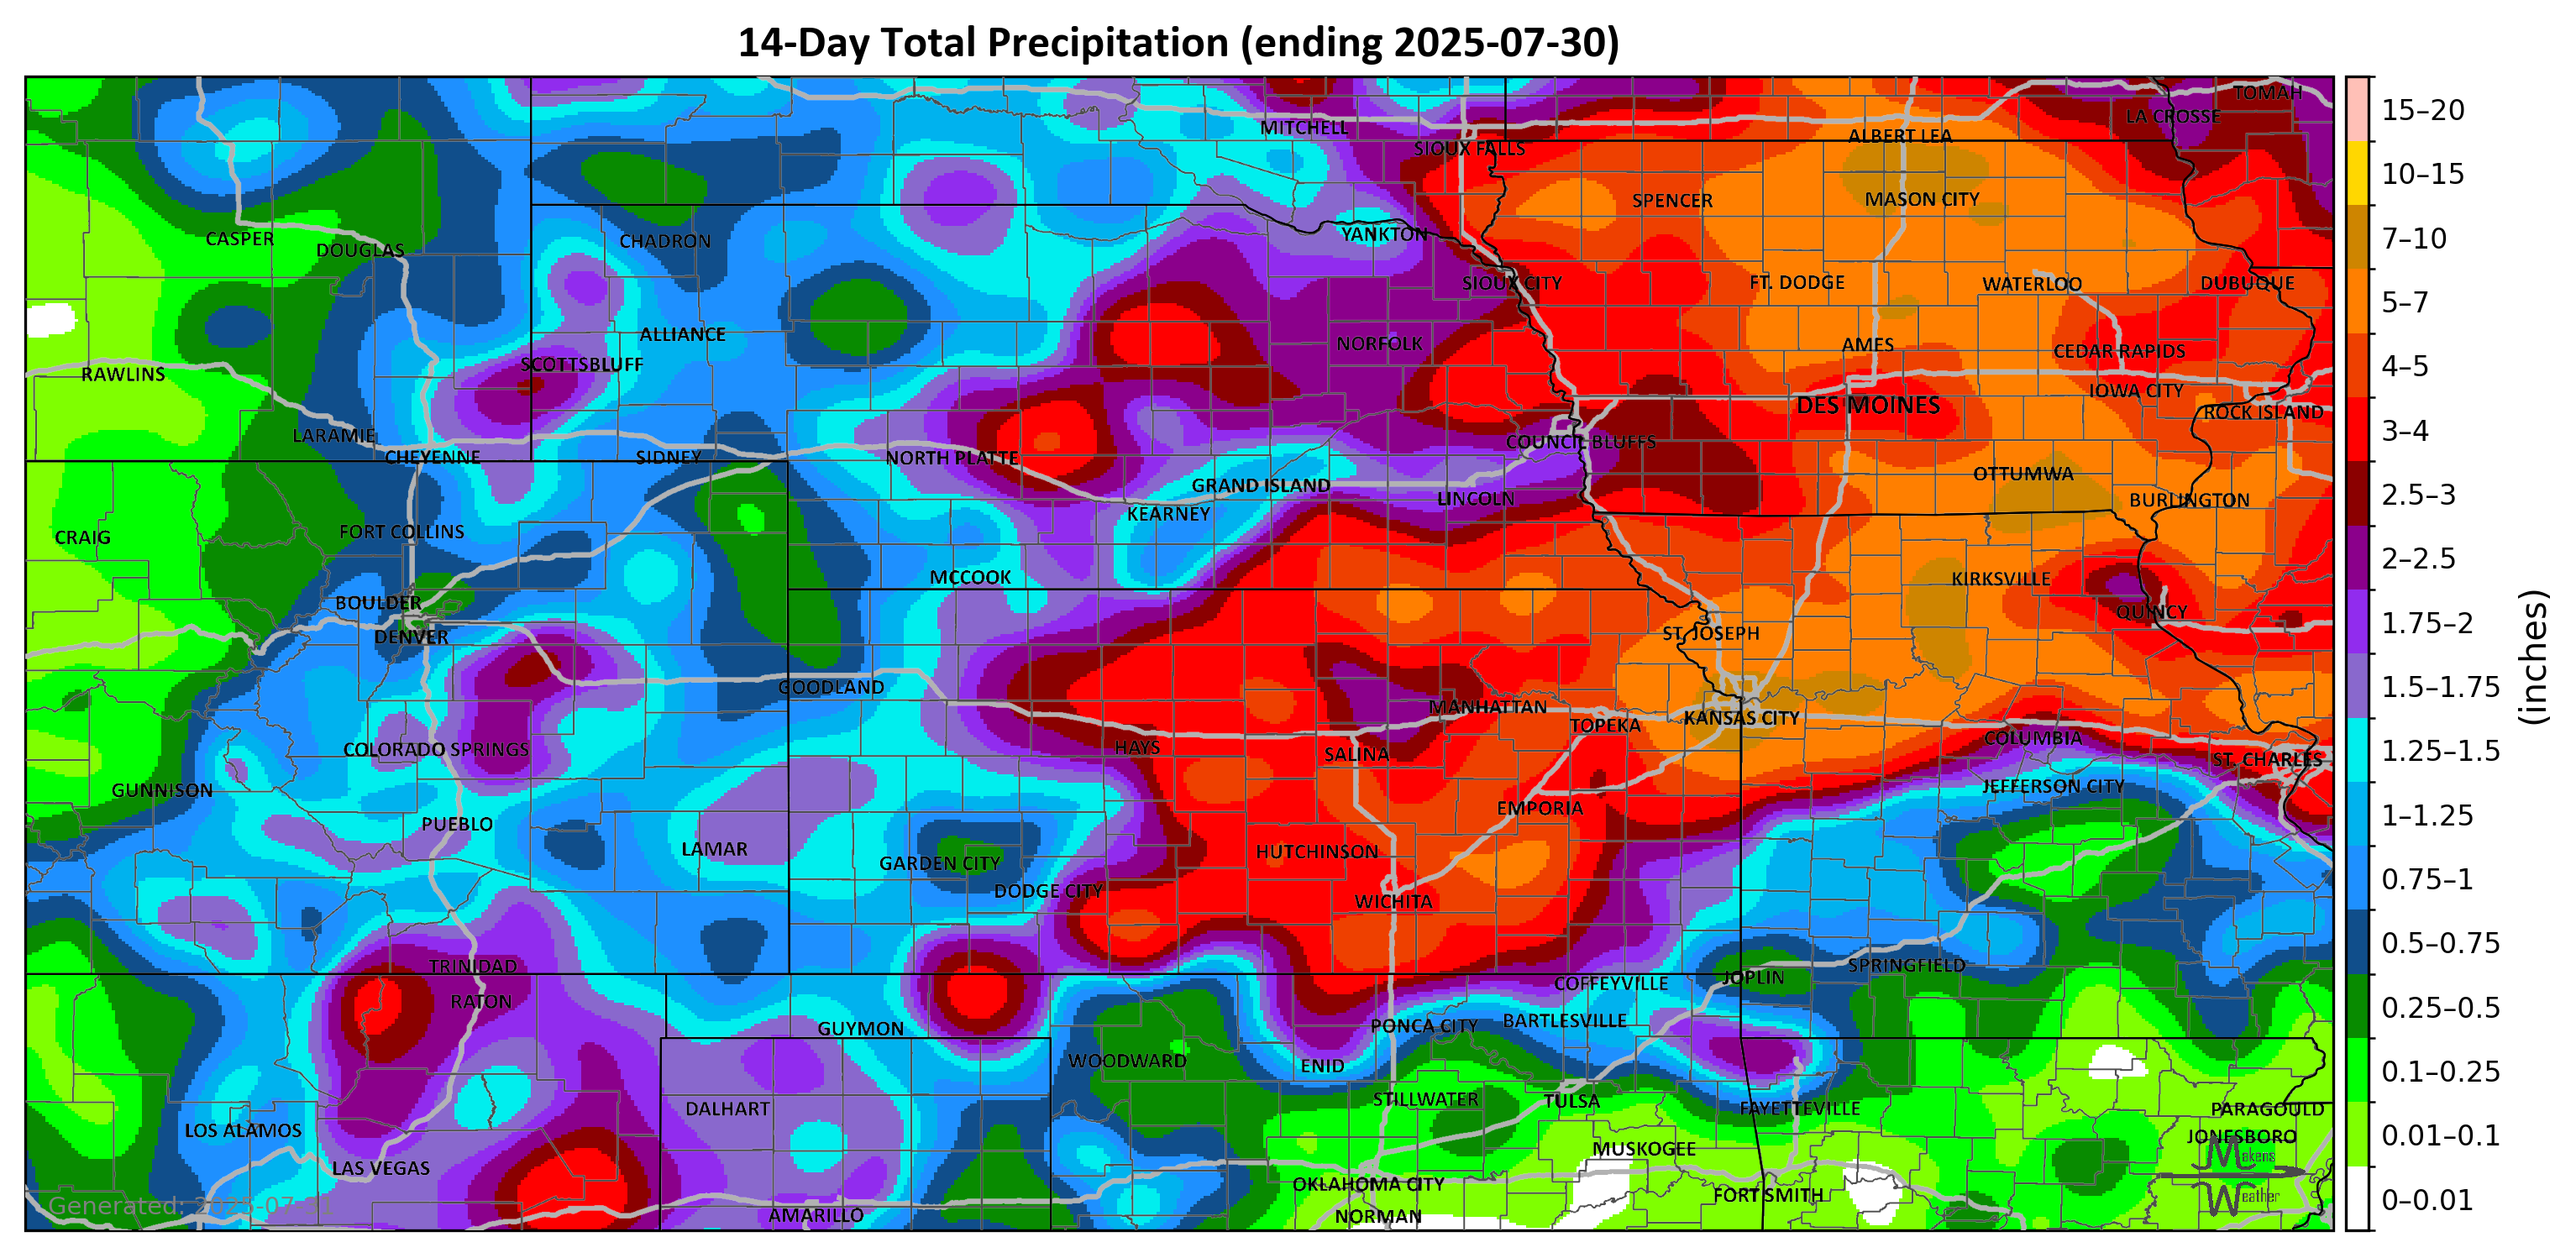 14-Day Total Precipitation (ending 2025-07-30)
TOMAH
LA CROSSE
MITCHELL
ALBERT LEA
SIOUX FALLS
SPENCER
MASON CITY
YANKTON
CASPER
CHADRON
DOUGLAS
SIOUX CITY
FT. DODGE
WATERLOO
DUBUQUE
ALLIANCE
NORFOLK
AMES
CEDAR RAPIDS
SCOTTSBLUFF
RAWLINS
IOWA CITY
DES MOINES
ROCK ISLAND
LARAMIE
COUNCIL BLUFFS
CHEYENNE
SIDNEY
NORTH PLATTE
OTTUMWA
GRAND ISLAND
LINCOLN
BURLINGTON
KEARNEY
FORT COLLINS
CRAIG
MCCOOK
KIRKSVILLE
BOULDER
QUINCY
DENVER
ST. JOSEPH
GOODLAND
MANHATTAN
KANSAS CITY
TOPEKA
COLUMBIA
COLORADO SPRINGS
HAYS
SALINA
ST. CHARLES
GUNNISON
JEFFERSON CITY
EMPORIA
PUEBLO
LAMAR
HUTCHINSON
GARDEN CITY
DODGE CITY
WICHITA
TRINIDAD
SPRINGFIELD
JOPLIN
COFFEYVILLE
RATON
GUYMON
PONCA CITY
BARTLESVILLE
WOODWARD
ENID
STILLWATER
TULSA
DALHART
FAYETTEVILLE
PARAGOULD
LOS ALAMOS
JONESBORO
MUSKOGEE
LAS VEGAS
OKLAHOMA CITY
FORT SMITH
AMARILLO
NORMAN
Makens
Weather
Generated: 2025-07-31
15–20
10–15
7–10
5–7
4–5
3–4
2.5–3
2–2.5
1.75–2
1.5–1.75
1.25–1.5
1–1.25
0.75–1
0.5–0.75
0.25–0.5
0.1–0.25
0.01–0.1
0–0.01
(inches)